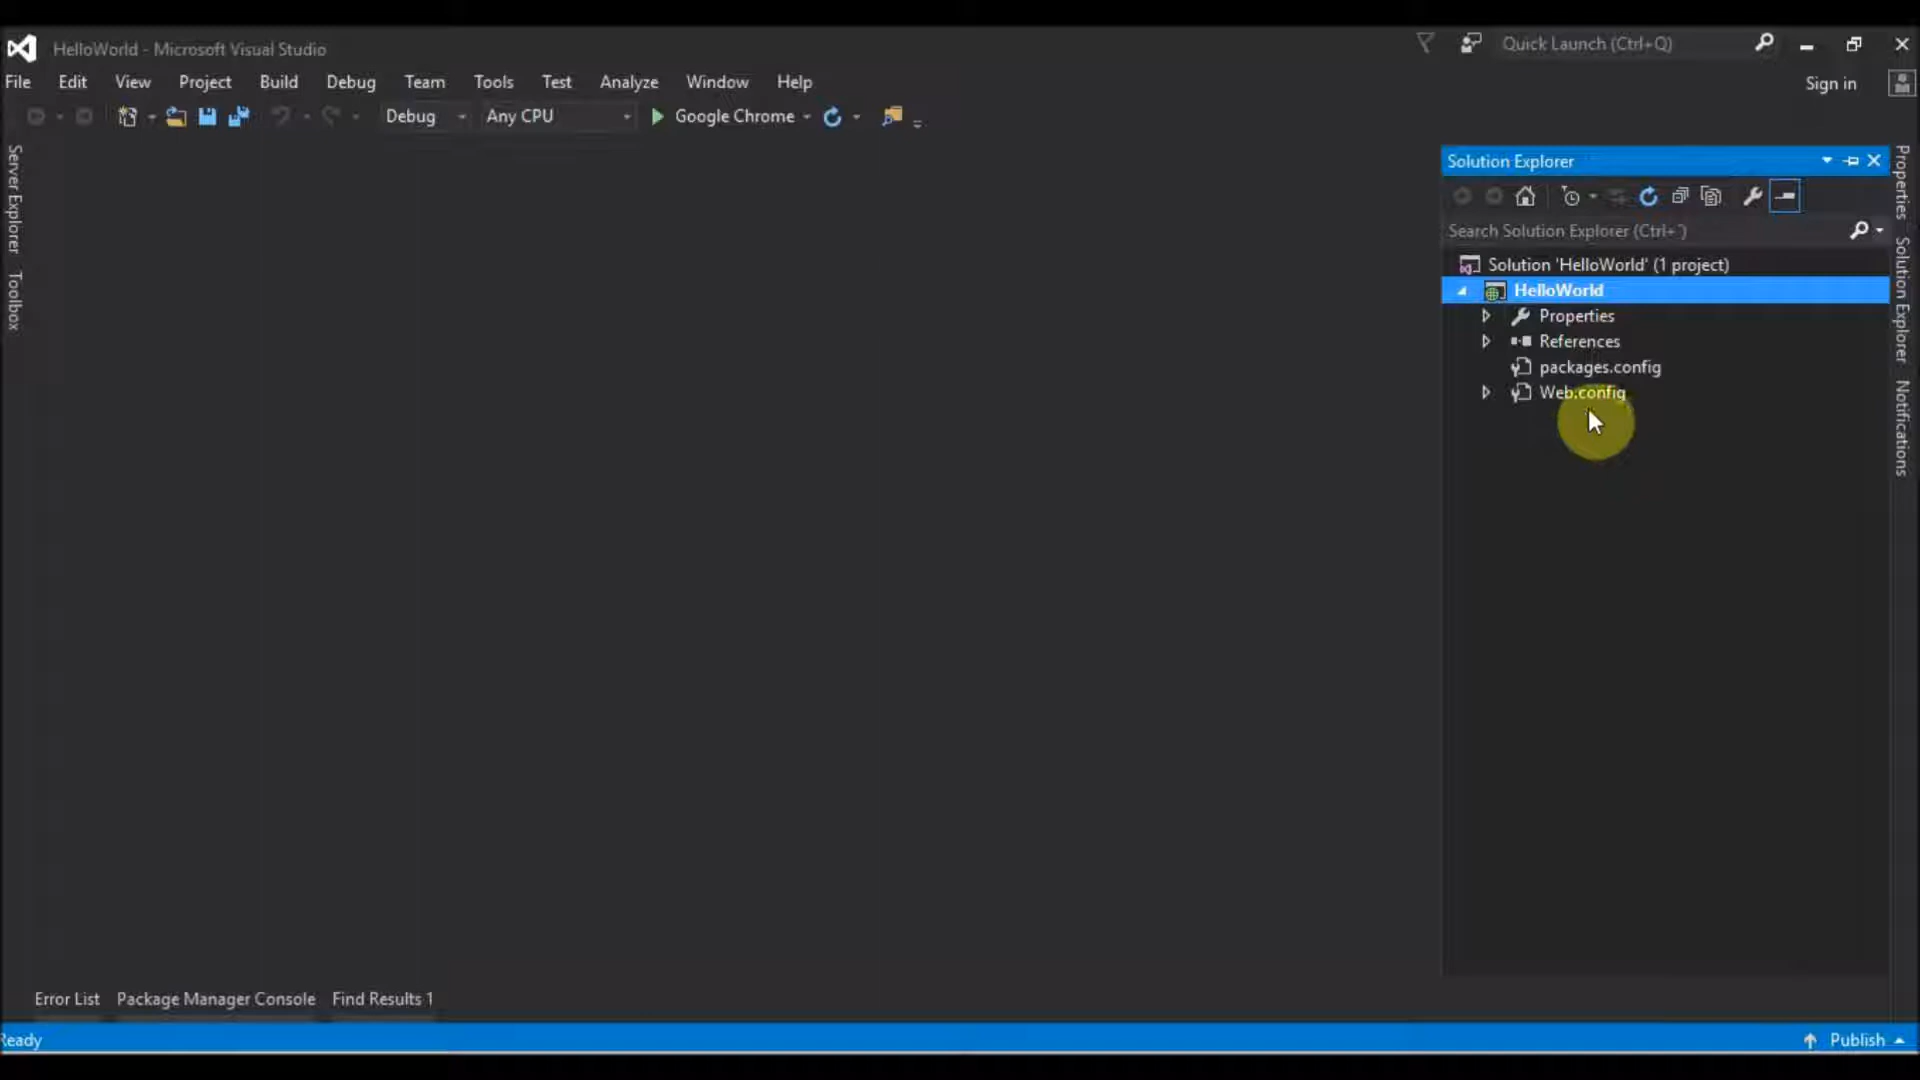 HelloWorld - Microsoft Visual Studio
Quick Launch (Ctrl+Q)
File Edit View Project Build Debug Team Tools Test Analyze Window Help
Sign in
Debug Any CPU Google Chrome
Server Explorer
Toolbox
Solution Explorer
Search Solution Explorer (Ctrl+¨)
Solution 'HelloWorld' (1 project)
HelloWorld
Properties
References
packages.config
Web.config
Properties
Solution Explorer
Notifications
Error List Package Manager Console Find Results 1
Ready
Publish